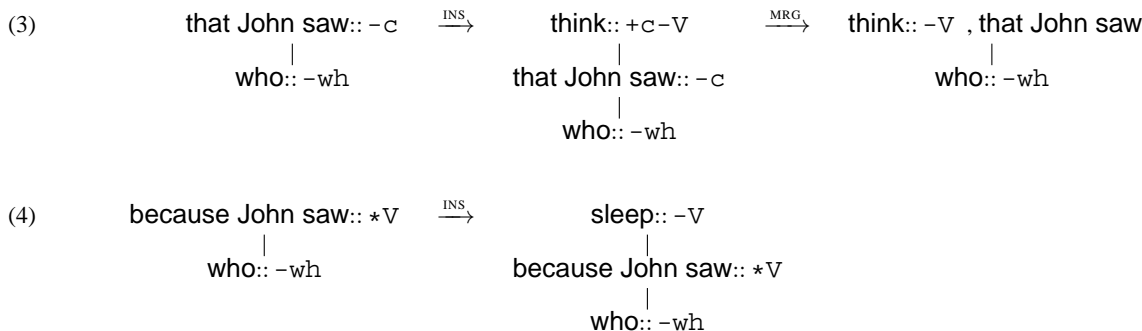 (3) that John saw:: -c INS⟶ think:: +c-V MRG⟶ think:: -V , that John saw
who:: -wh that John saw:: -c who:: -wh
who:: -wh
(4) because John saw:: *V INS⟶ sleep:: -V
who:: -wh because John saw:: *V
who:: -wh